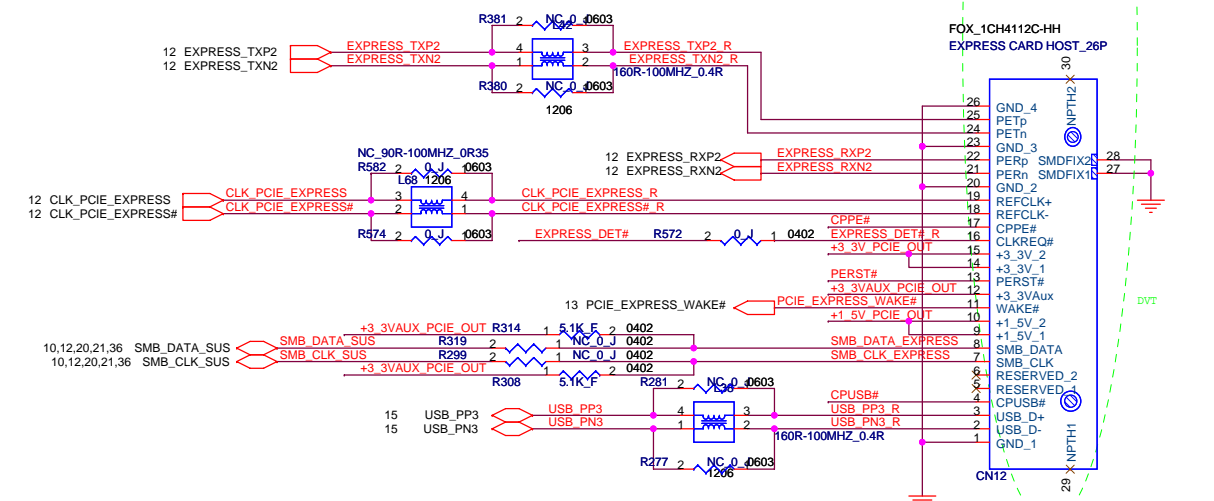 R381 2 NC_0_J 0603
L42
12 EXPRESS_TXP2 EXPRESS_TXP2 4 3 EXPRESS_TXP2_R
12 EXPRESS_TXN2 EXPRESS_TXN2 1 2 EXPRESS_TXN2_R
160R-100MHZ_0.4R
R380 2 NC_0_J 0603
1206
FOX_1CH4112C-HH
EXPRESS CARD HOST_26P
30
NPTH2
26 GND_4
25 PETp
24 PETn
23 GND_3
12 EXPRESS_RXP2 EXPRESS_RXP2 22 PERp SMDFIX2 28
12 EXPRESS_RXN2 EXPRESS_RXN2 21 PERn SMDFIX1 27
20 GND_2
NC_90R-100MHZ_0R35
R582 2 0_J 1 0603
L68 1206
12 CLK_PCIE_EXPRESS CLK_PCIE_EXPRESS 3 4 CLK_PCIE_EXPRESS_R 19 REFCLK+
12 CLK_PCIE_EXPRESS# CLK_PCIE_EXPRESS# 2 1 CLK_PCIE_EXPRESS#_R 18 REFCLK-
R574 2 0_J 1 0603
CPPE# 17 CPPE#
EXPRESS_DET# R572 2 0_J 1 0402 EXPRESS_DET#_R 16 CLKREQ#
+3_3V_PCIE_OUT 15 +3_3V_2
14 +3_3V_1
PERST# 13 PERST#
+3_3VAUX_PCIE_OUT 12 +3_3VAux
13 PCIE_EXPRESS_WAKE# PCIE_EXPRESS_WAKE# 11 WAKE#
+1_5V_PCIE_OUT 10 +1_5V_2
9 +1_5V_1
DVT
+3_3VAUX_PCIE_OUT R314 1 5.1K_F 2 0402
10,12,20,21,36 SMB_DATA_SUS SMB_DATA_SUS R319 2 1 NC_0_J 0402 SMB_DATA_EXPRESS 8 SMB_DATA
10,12,20,21,36 SMB_CLK_SUS SMB_CLK_SUS R299 2 1 NC_0_J 0402 SMB_CLK_EXPRESS 7 SMB_CLK
+3_3VAUX_PCIE_OUT R308 1 5.1K_F 2 0402
6 RESERVED_2
5 RESERVED_1
R281 2 NC_0_J 0603
CPUSB# 4 CPUSB#
15 USB_PP3 USB_PP3 4 3 USB_PP3_R 3 USB_D+
15 USB_PN3 USB_PN3 1 2 USB_PN3_R 2 USB_D-
160R-100MHZ_0.4R
1 GND_1
R277 2 NC_0_J 0603
1206
NPTH1
29
CN12